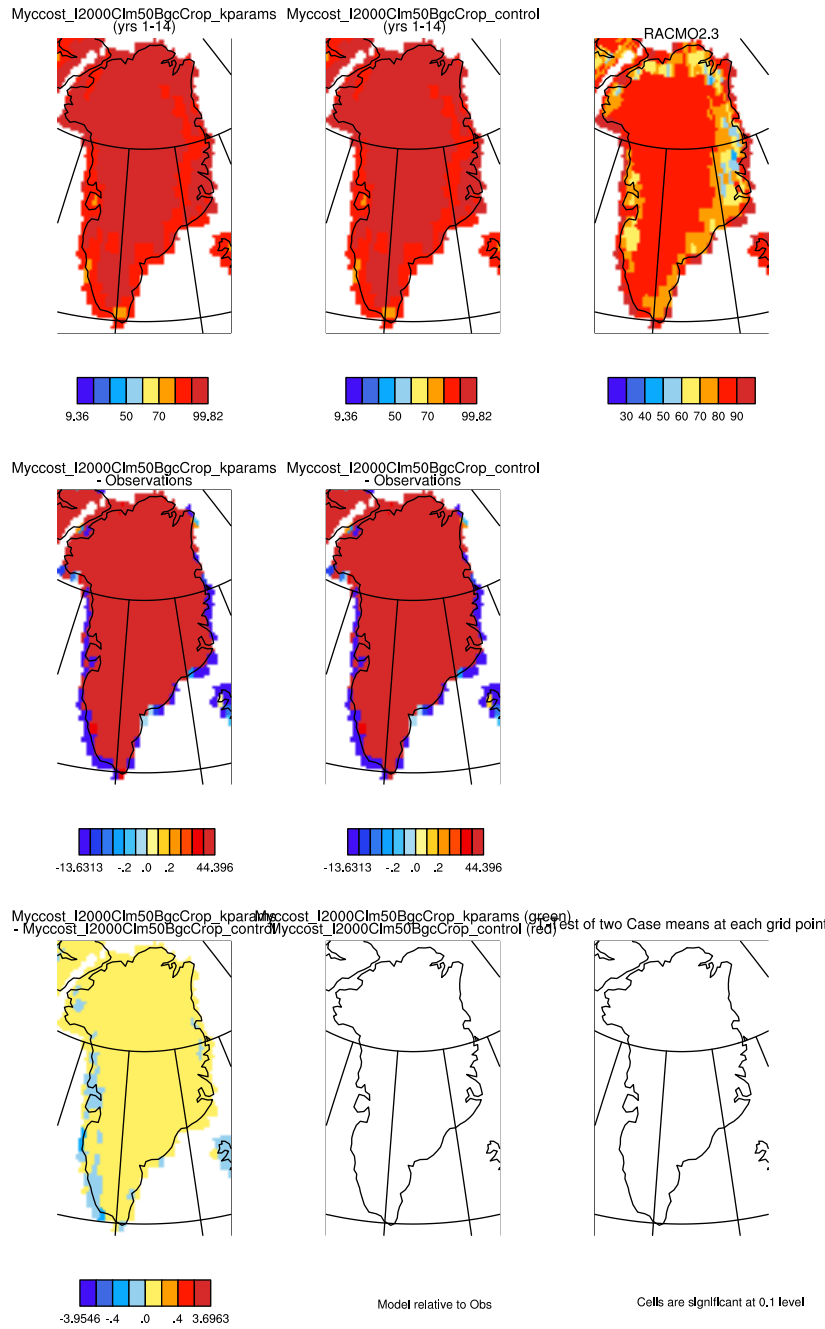 Myccost_I2000Clm50BgcCrop_kparams
(yrs 1-14)
Myccost_I2000Clm50BgcCrop_control
(yrs 1-14)
RACMO2.3
9.36 50 70 99.82
9.36 50 70 99.82
30 40 50 60 70 80 90
Myccost_I2000Clm50BgcCrop_kparams
- Observations
Myccost_I2000Clm50BgcCrop_control
- Observations
-13.6313 -.2 .0 .2 44.396
-13.6313 -.2 .0 .2 44.396
Myccost_I2000Clm50BgcCrop_kparams
- Myccost_I2000Clm50BgcCrop_control
Myccost_I2000Clm50BgcCrop_kparams (green)
Myccost_I2000Clm50BgcCrop_control (red)
T-Test of two Case means at each grid point
-3.9546 -.4 .0 .4 3.6963
Model relative to Obs
Cells are significant at 0.1 level